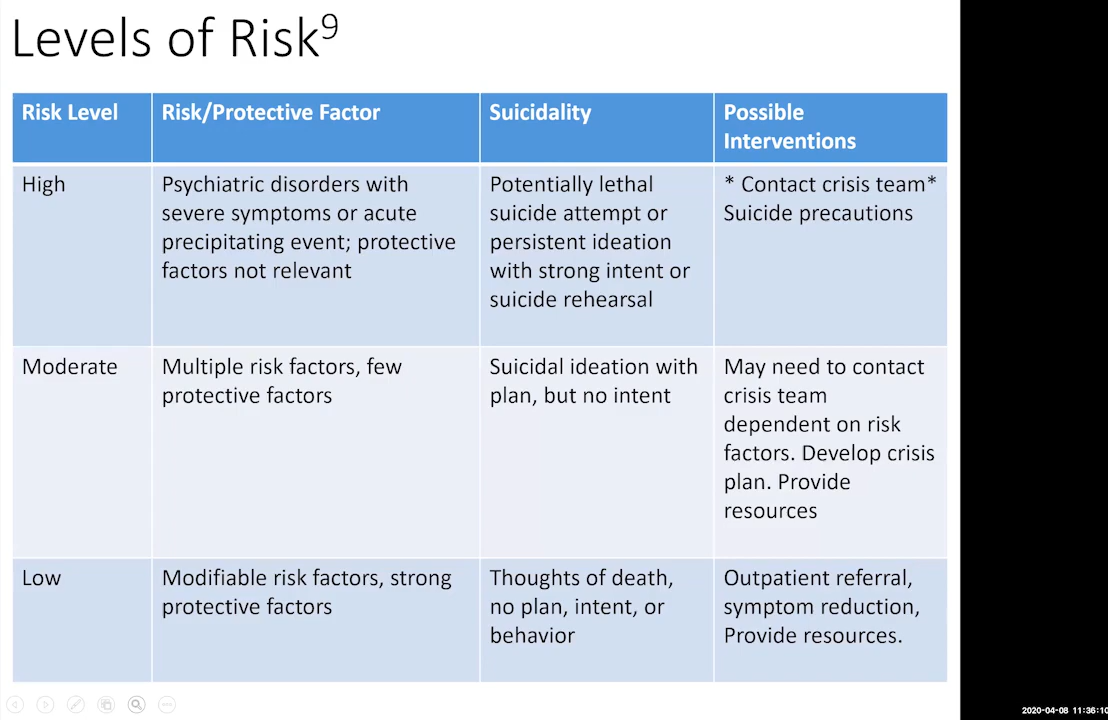 Levels of Risk⁹
Risk Level
Risk/Protective Factor
Suicidality
Possible
Interventions
High
Psychiatric disorders with
severe symptoms or acute
precipitating event; protective
factors not relevant
Potentially lethal
suicide attempt or
persistent ideation
with strong intent or
suicide rehearsal
* Contact crisis team*
Suicide precautions
Moderate
Multiple risk factors, few
protective factors
Suicidal ideation with
plan, but no intent
May need to contact
crisis team
dependent on risk
factors. Develop crisis
plan. Provide
resources
Low
Modifiable risk factors, strong
protective factors
Thoughts of death,
no plan, intent, or
behavior
Outpatient referral,
symptom reduction,
Provide resources.
2020-04-08 11:36:10